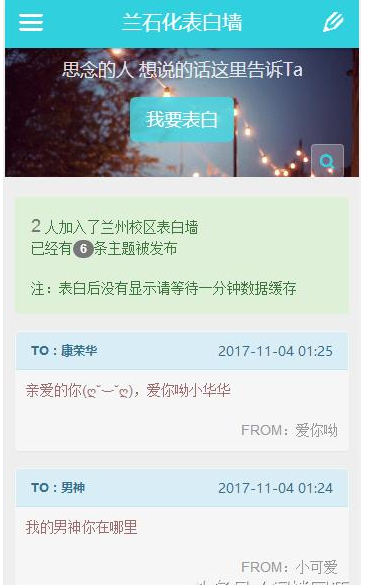 兰石化表白墙
思念的人 想说的话这里告诉Ta
我要表白
2 人加入了兰州校区表白墙
已经有6条主题被发布
注：表白后没有显示请等待一分钟数据缓存
TO：康荣华 2017-11-04 01:25
亲爱的你(ღ˘⌣˘ღ)，爱你呦小华华
FROM：爱你呦
TO：男神 2017-11-04 01:24
我的男神你在哪里
FROM：小可爱